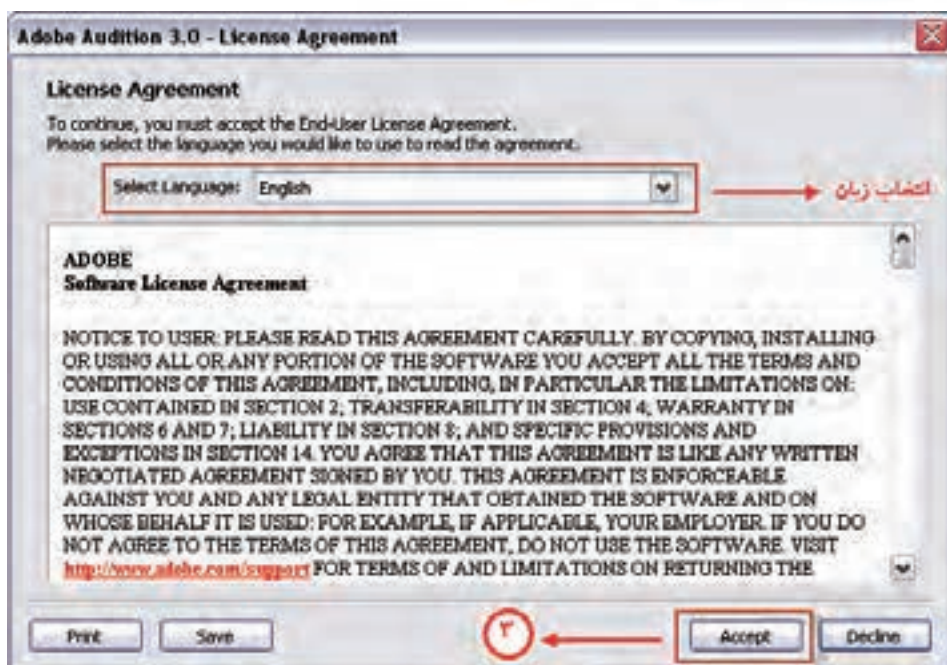 Adobe Audition 3.0 - License Agreement
License Agreement
To continue, you must accept the End-User License Agreement.
Please select the language you would like to use to read the agreement.
Select Language: English
انتخاب زبان
ADOBE
Software License Agreement
NOTICE TO USER: PLEASE READ THIS AGREEMENT CAREFULLY. BY COPYING, INSTALLING
OR USING ALL OR ANY PORTION OF THE SOFTWARE YOU ACCEPT ALL THE TERMS AND
CONDITIONS OF THIS AGREEMENT, INCLUDING, IN PARTICULAR THE LIMITATIONS ON:
USE CONTAINED IN SECTION 2; TRANSFERABILITY IN SECTION 4; WARRANTY IN
SECTIONS 6 AND 7; LIABILITY IN SECTION 8; AND SPECIFIC PROVISIONS AND
EXCEPTIONS IN SECTION 14. YOU AGREE THAT THIS AGREEMENT IS LIKE ANY WRITTEN
NEGOTIATED AGREEMENT SIGNED BY YOU. THIS AGREEMENT IS ENFORCEABLE
AGAINST YOU AND ANY LEGAL ENTITY THAT OBTAINED THE SOFTWARE AND ON
WHOSE BEHALF IT IS USED: FOR EXAMPLE, IF APPLICABLE, YOUR EMPLOYER. IF YOU DO
NOT AGREE TO THE TERMS OF THIS AGREEMENT, DO NOT USE THE SOFTWARE. VISIT
http://www.adobe.com/support FOR TERMS OF AND LIMITATIONS ON RETURNING THE
Print Save ۳ Accept Decline